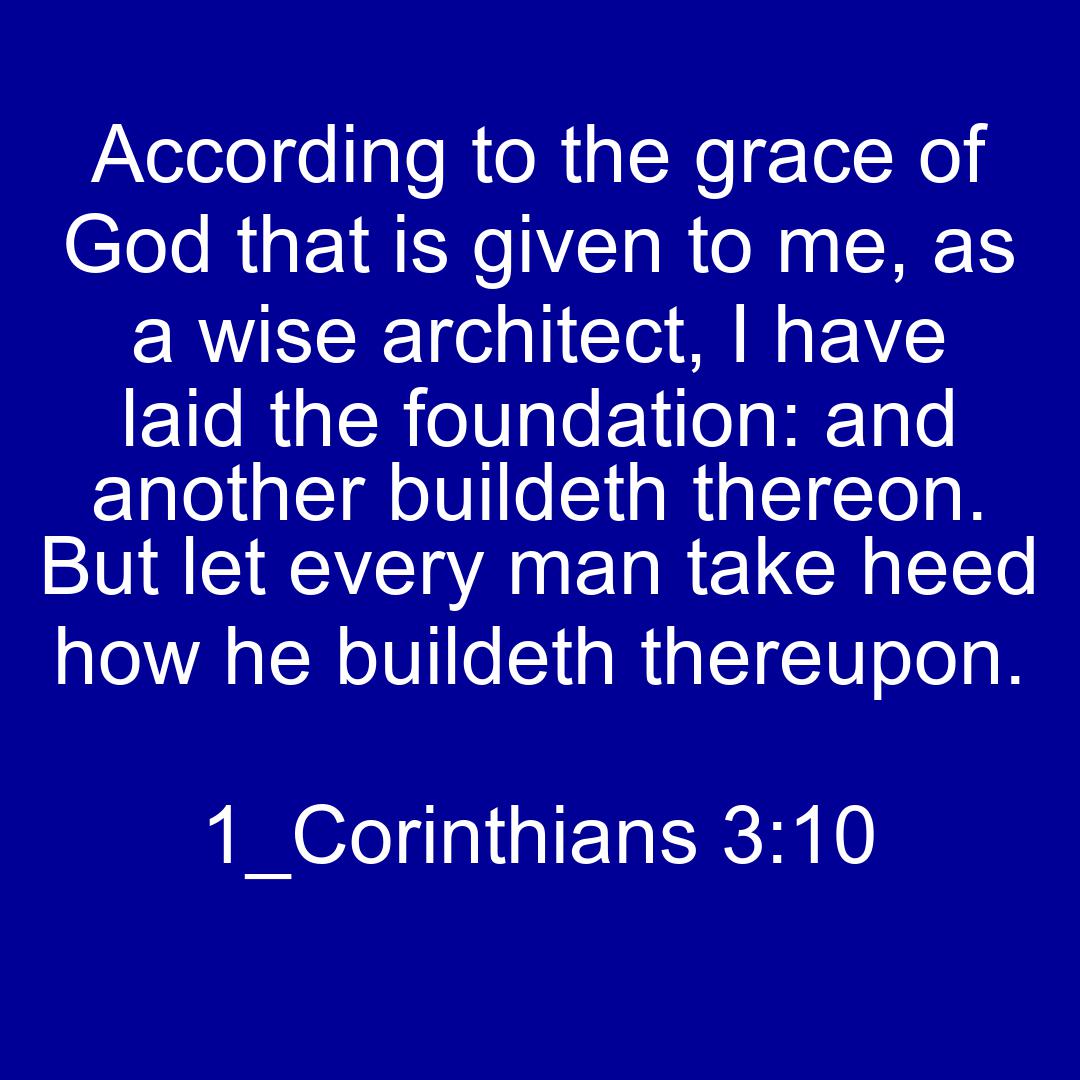 According to the grace of
God that is given to me, as
a wise architect, I have
laid the foundation: and
another buildeth thereon.
But let every man take heed
how he buildeth thereupon.
1_Corinthians 3:10